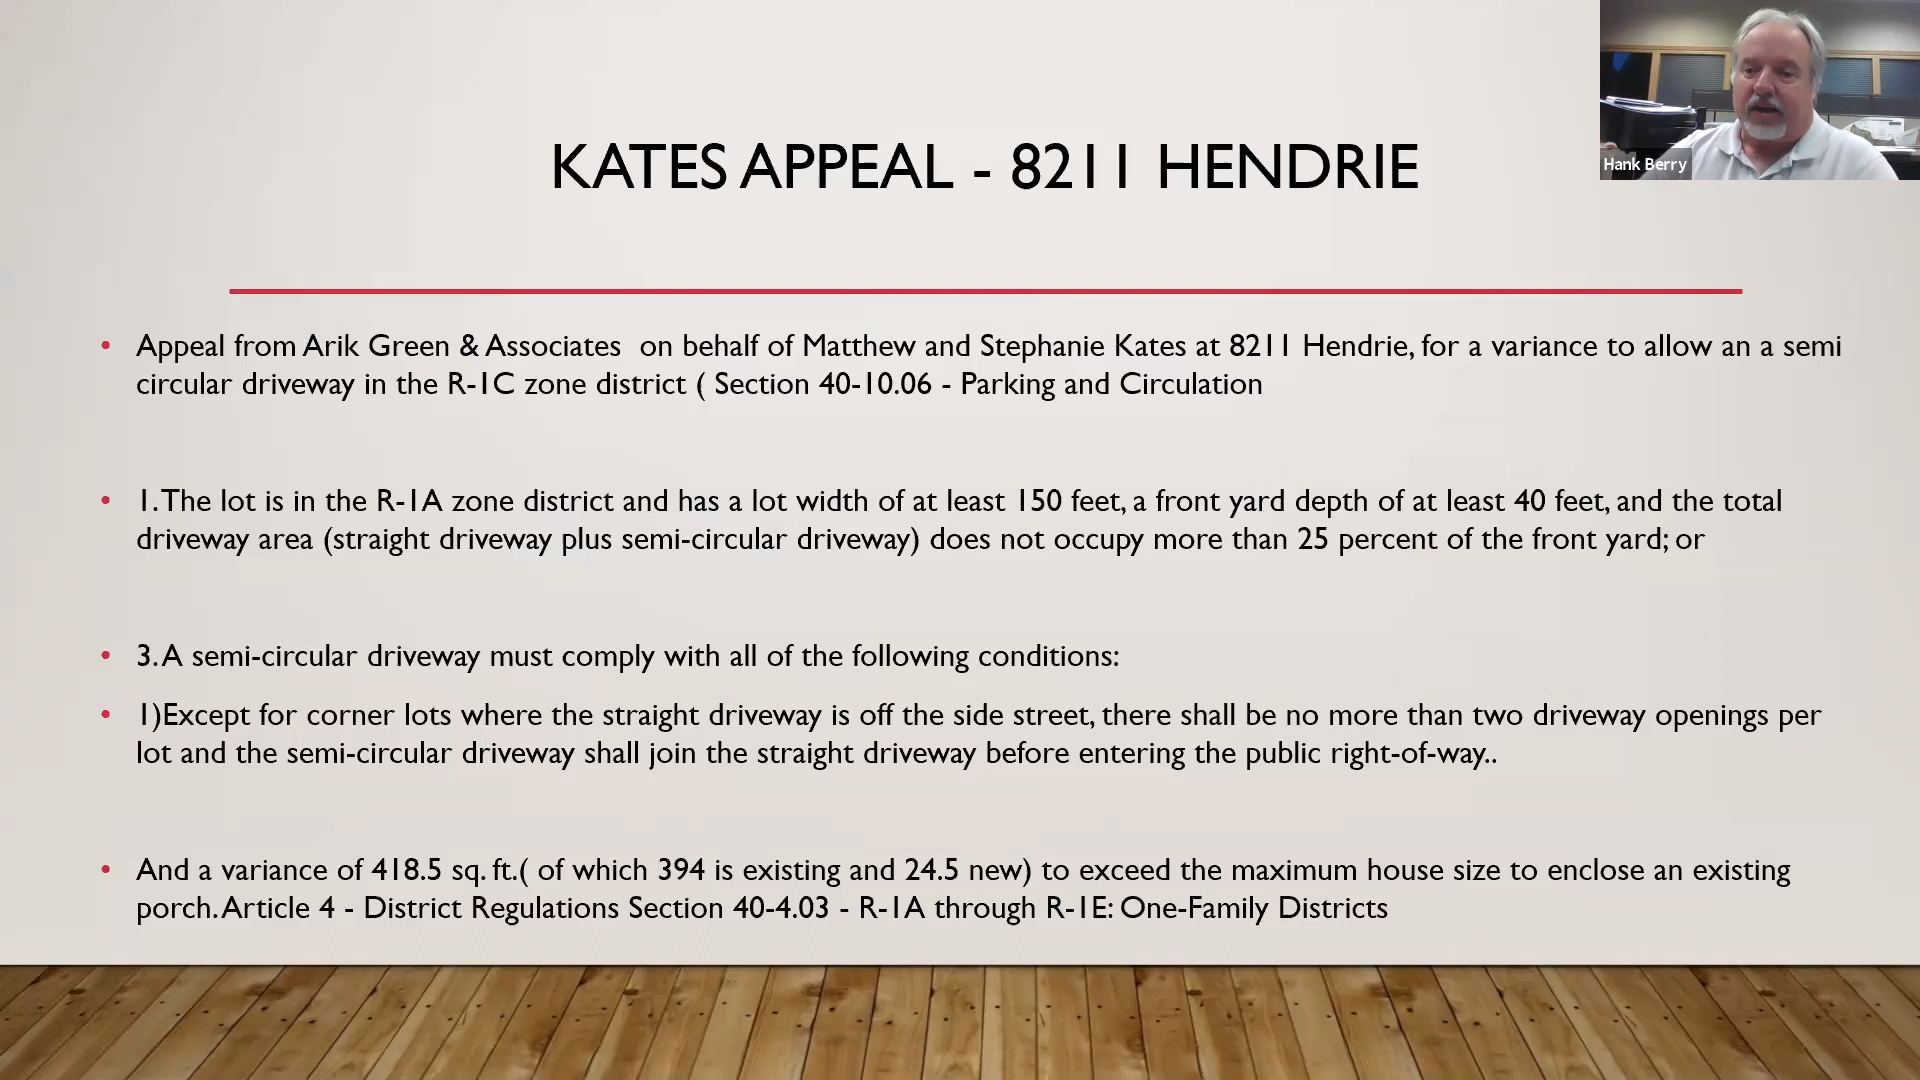 KATES APPEAL - 8211 HENDRIE
Hank Berry
• Appeal from Arik Green & Associates  on behalf of Matthew and Stephanie Kates at 8211 Hendrie, for a variance to allow an a semi
circular driveway in the R-1C zone district ( Section 40-10.06 - Parking and Circulation
• 1. The lot is in the R-1A zone district and has a lot width of at least 150 feet, a front yard depth of at least 40 feet, and the total
driveway area (straight driveway plus semi-circular driveway) does not occupy more than 25 percent of the front yard; or
• 3. A semi-circular driveway must comply with all of the following conditions:
• 1)Except for corner lots where the straight driveway is off the side street, there shall be no more than two driveway openings per
lot and the semi-circular driveway shall join the straight driveway before entering the public right-of-way..
• And a variance of 418.5 sq. ft.( of which 394 is existing and 24.5 new) to exceed the maximum house size to enclose an existing
porch. Article 4 - District Regulations Section 40-4.03 - R-1A through R-1E: One-Family Districts